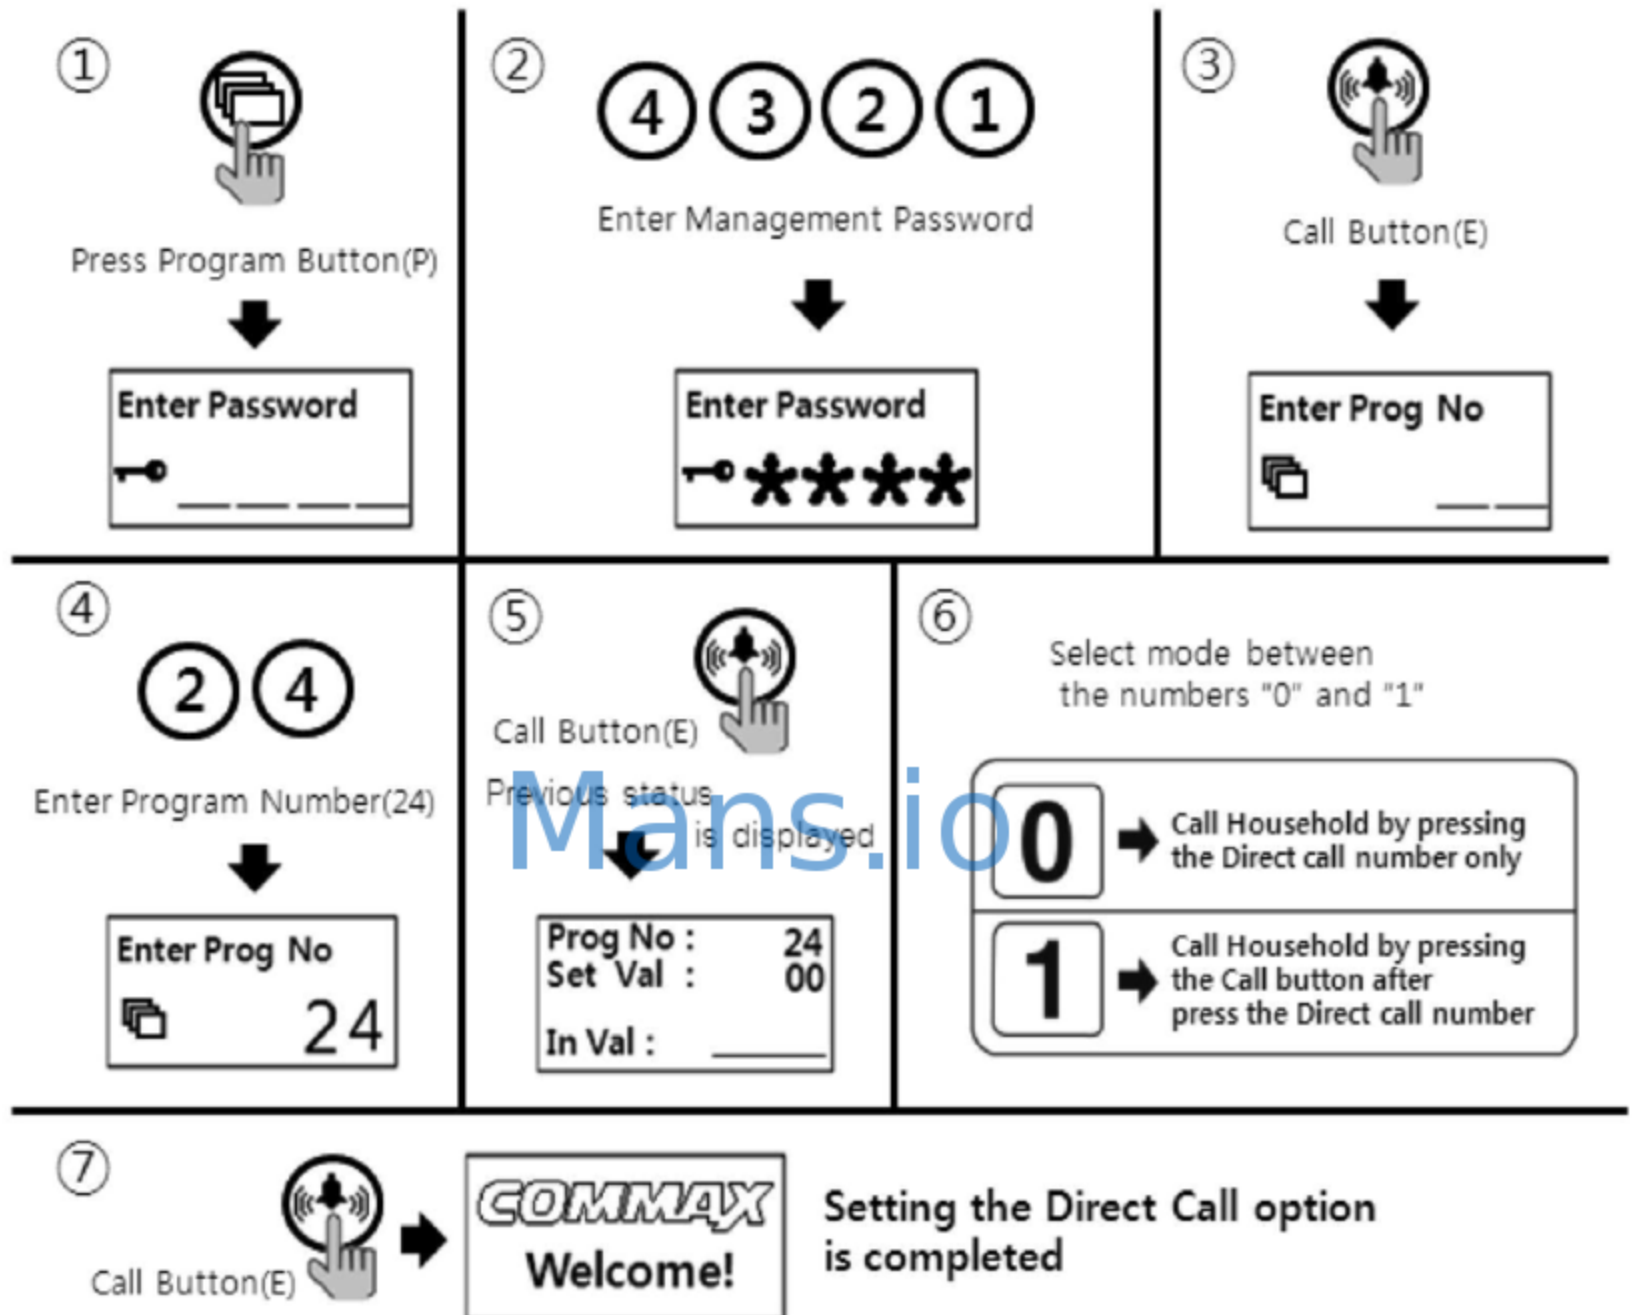 ①
Press Program Button(P)
Enter Password
②
4 3 2 1
Enter Management Password
Enter Password
****
③
Call Button(E)
Enter Prog No
④
2 4
Enter Program Number(24)
Enter Prog No
24
⑤
Call Button(E)
Previous status
is displayed
Prog No : 24
Set Val : 00
In Val :
⑥
Select mode between
the numbers "0" and "1"
0
Call Household by pressing
the Direct call number only
1
Call Household by pressing
the Call button after
press the Direct call number
Mans.io
⑦
Call Button(E)
COMMAX
Welcome!
Setting the Direct Call option
is completed